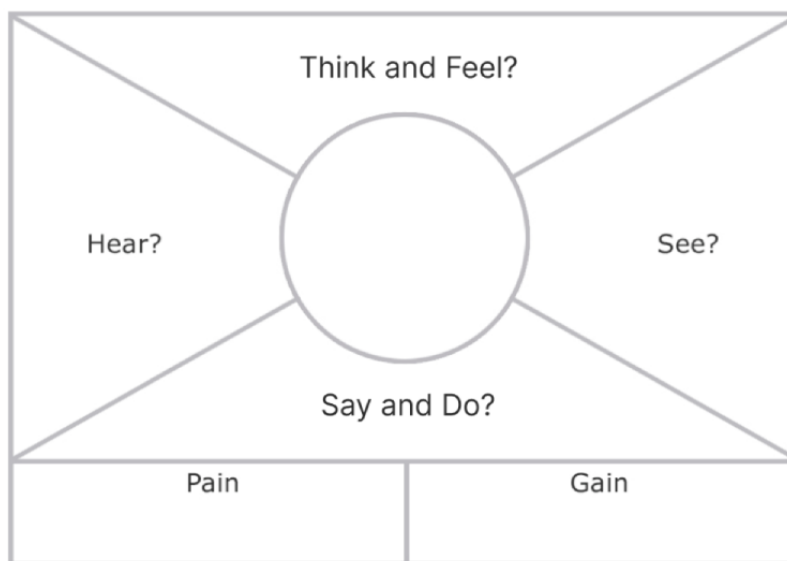 Think and Feel?
Hear?
See?
Say and Do?
Pain
Gain